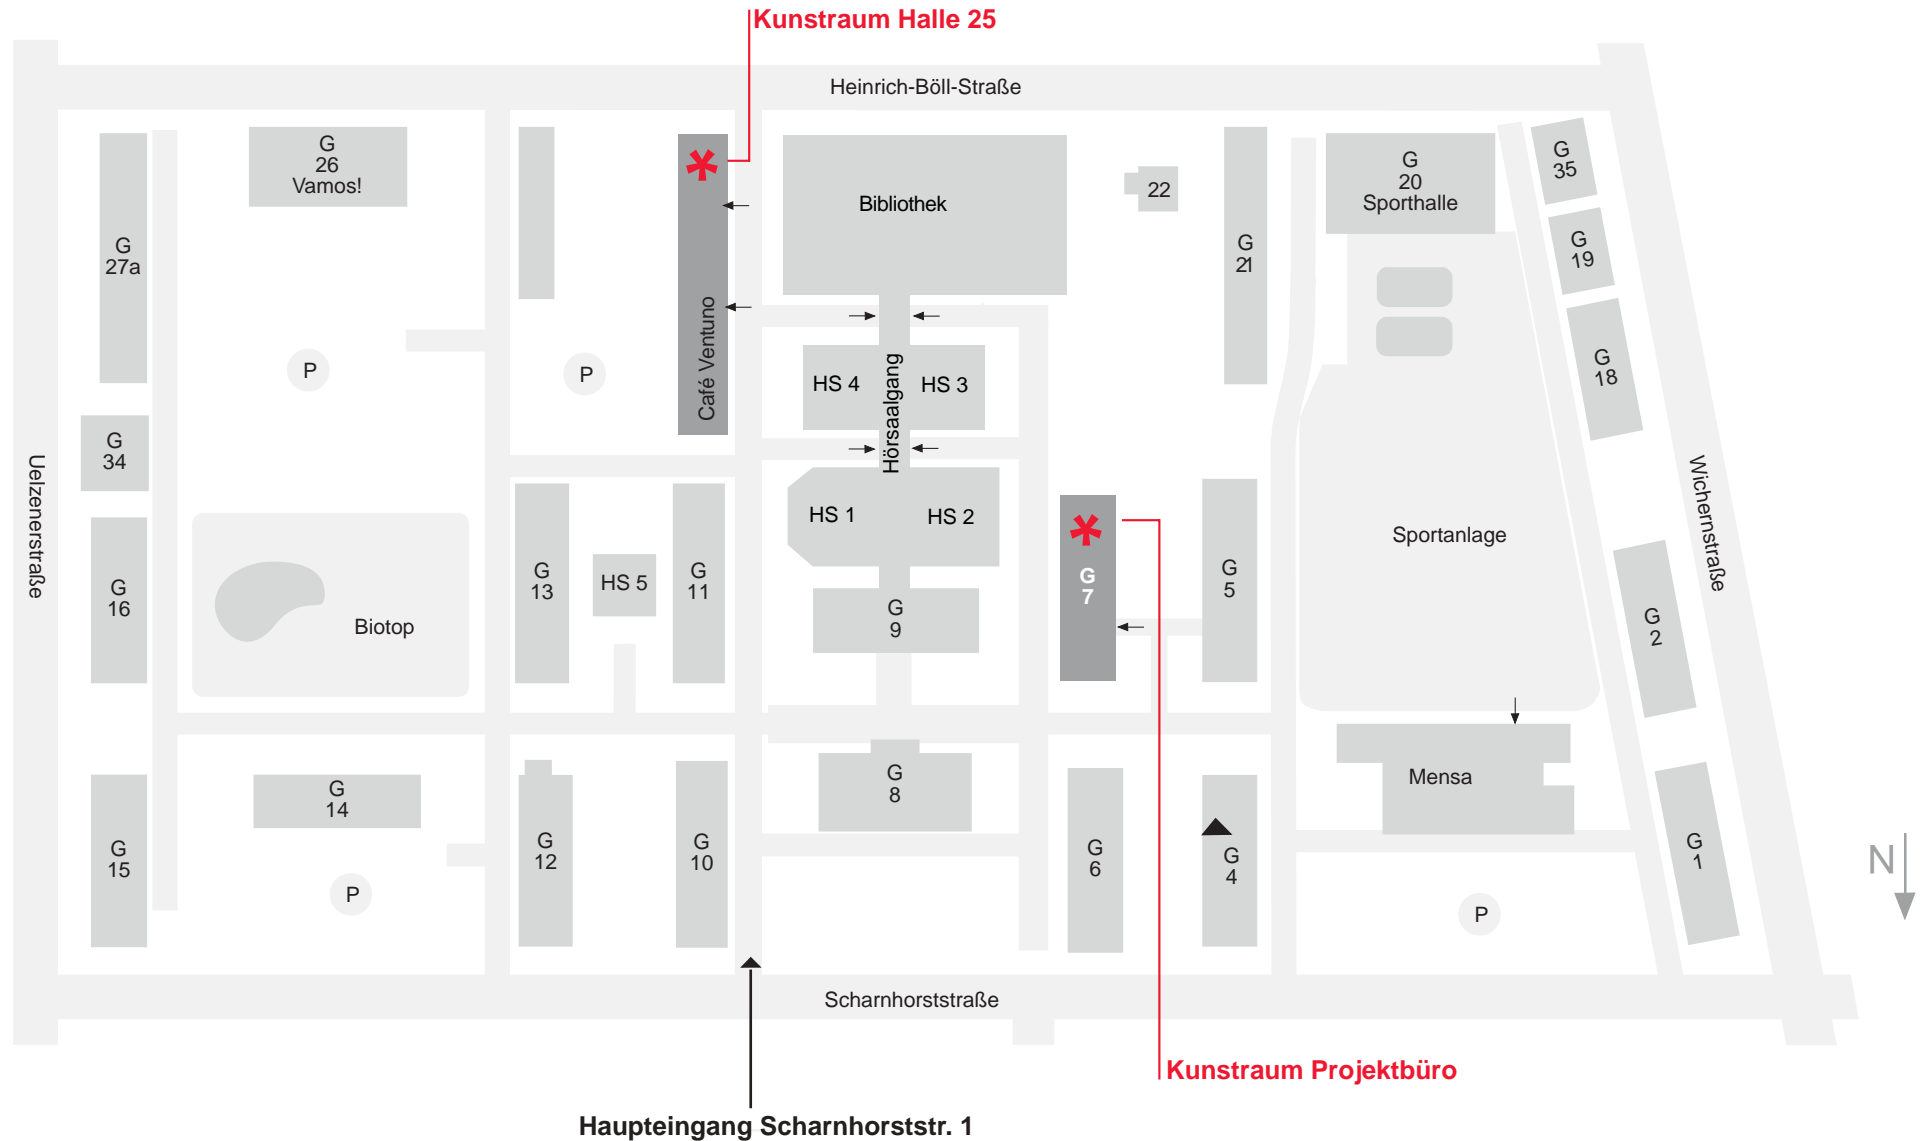 Kunstraum Halle 25
Heinrich-Böll-Straße
G
26
Vamos!
G
27a
G
34
G
16
G
15
Uelzenerstraße
P
P
Café Ventuno
Bibliothek
22
G
21
G
20
Sporthalle
G
35
G
19
G
18
HS 4
HS 3
Hörsaalgang
HS 1
HS 2
G
9
G
13
HS 5
G
11
Biotop
G
7
G
5
Sportanlage
Wichernstraße
G
2
G
1
Mensa
G
14
P
G
12
G
10
G
8
G
6
G
4
P
N
Scharnhorststraße
Kunstraum Projektbüro
Haupteingang Scharnhorststr. 1